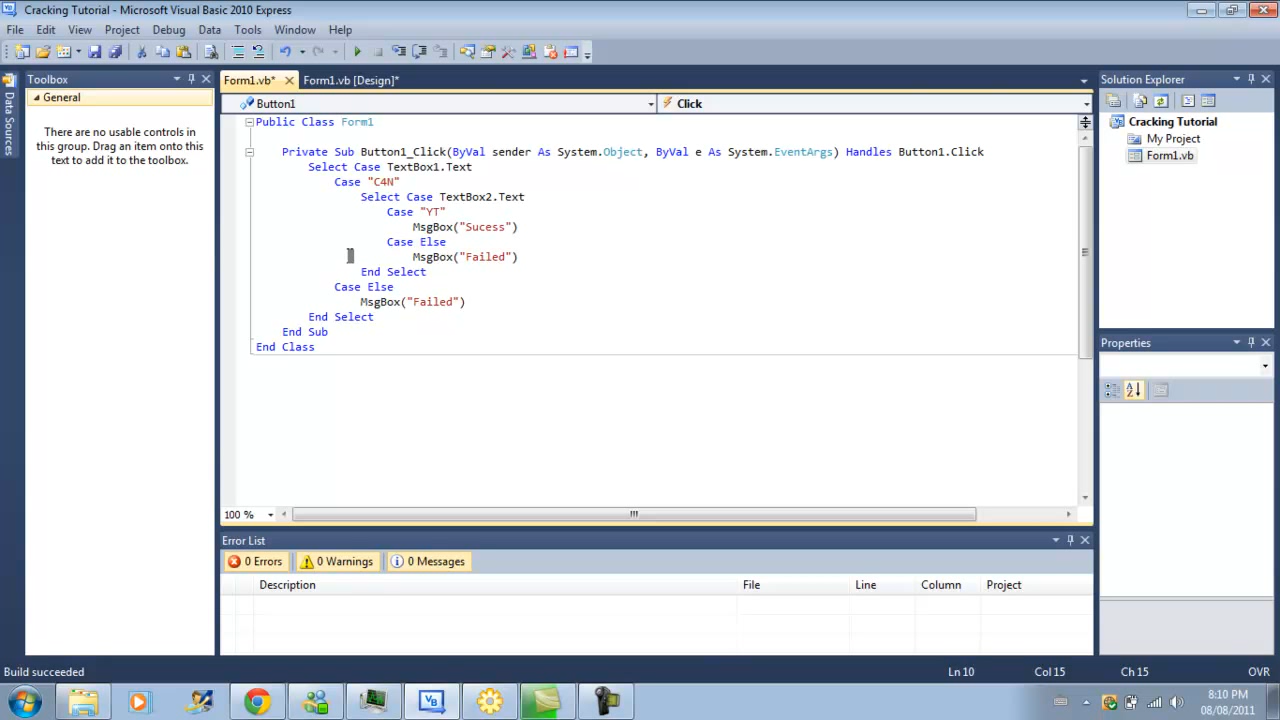 Cracking Tutorial - Microsoft Visual Basic 2010 Express
File Edit View Project Debug Data Tools Window Help
Toolbox
General
There are no usable controls in
this group. Drag an item onto this
text to add it to the toolbox.
Data Sources
Form1.vb* Form1.vb [Design]*
Button1 Click
Public Class Form1
Private Sub Button1_Click(ByVal sender As System.Object, ByVal e As System.EventArgs) Handles Button1.Click
Select Case TextBox1.Text
Case "C4N"
Select Case TextBox2.Text
Case "YT"
MsgBox("Sucess")
Case Else
MsgBox("Failed")
End Select
Case Else
MsgBox("Failed")
End Select
End Sub
End Class
100 %
Solution Explorer
Cracking Tutorial
My Project
Form1.vb
Properties
Error List
0 Errors 0 Warnings 0 Messages
Description File Line Column Project
Build succeeded Ln 10 Col 15 Ch 15 OVR
8:10 PM
08/08/2011